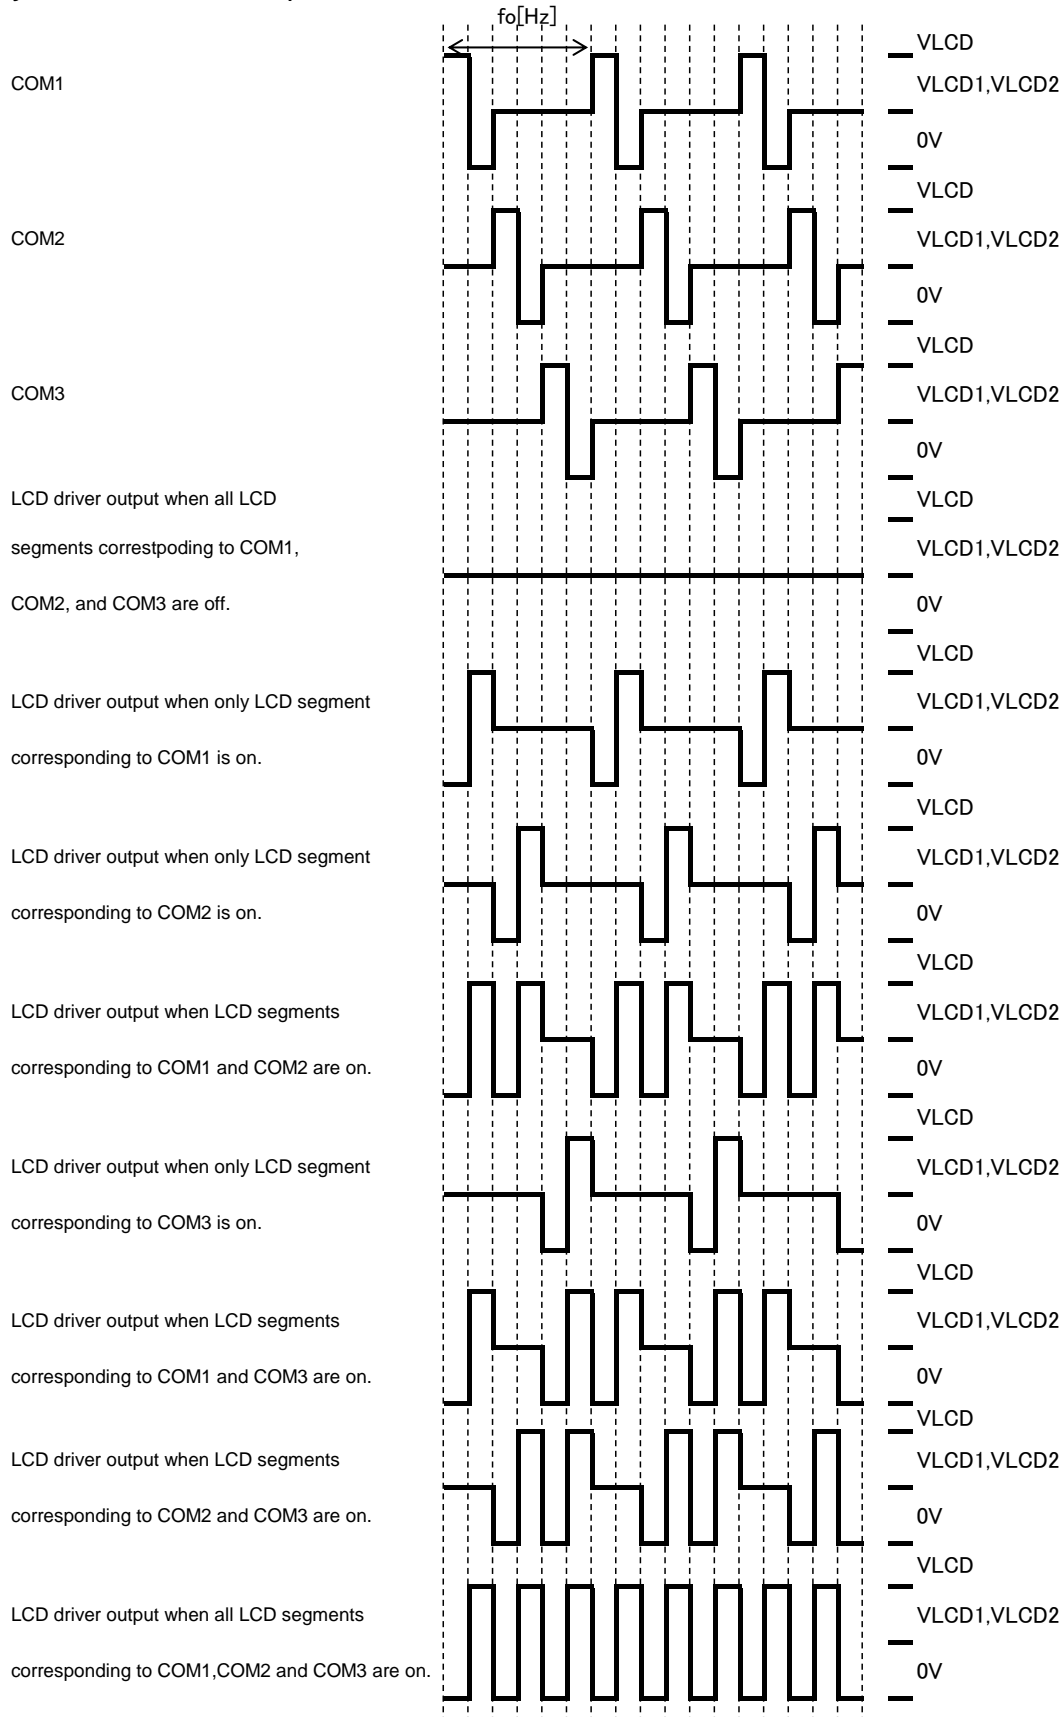 fo[Hz]
VLCD
COM1
VLCD1,VLCD2
0V
VLCD
COM2
VLCD1,VLCD2
0V
VLCD
COM3
VLCD1,VLCD2
0V
LCD driver output when all LCD
VLCD
segments correstpoding to COM1,
VLCD1,VLCD2
COM2, and COM3 are off.
0V
VLCD
LCD driver output when only LCD segment
VLCD1,VLCD2
corresponding to COM1 is on.
0V
VLCD
LCD driver output when only LCD segment
VLCD1,VLCD2
corresponding to COM2 is on.
0V
VLCD
LCD driver output when LCD segments
VLCD1,VLCD2
corresponding to COM1 and COM2 are on.
0V
VLCD
LCD driver output when only LCD segment
VLCD1,VLCD2
corresponding to COM3 is on.
0V
VLCD
LCD driver output when LCD segments
VLCD1,VLCD2
corresponding to COM1 and COM3 are on.
0V
VLCD
LCD driver output when LCD segments
VLCD1,VLCD2
corresponding to COM2 and COM3 are on.
0V
VLCD
LCD driver output when all LCD segments
VLCD1,VLCD2
corresponding to COM1,COM2 and COM3 are on.
0V